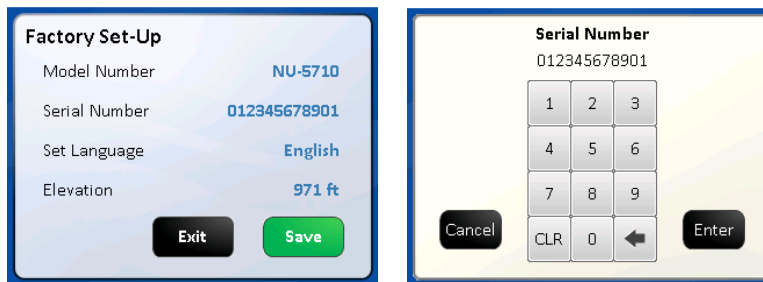 Factory Set-Up
Model Number NU-5710
Serial Number 012345678901
Set Language English
Elevation 971 ft
Exit Save
Serial Number
012345678901
1 2 3
4 5 6
7 8 9
Cancel CLR 0 Enter